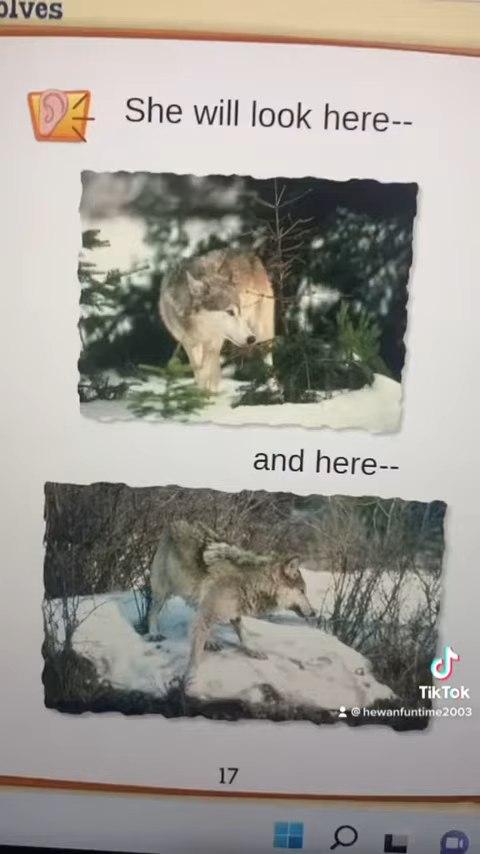 olves
She will look here--
and here--
TikTok
@hewanfuntime2003
17